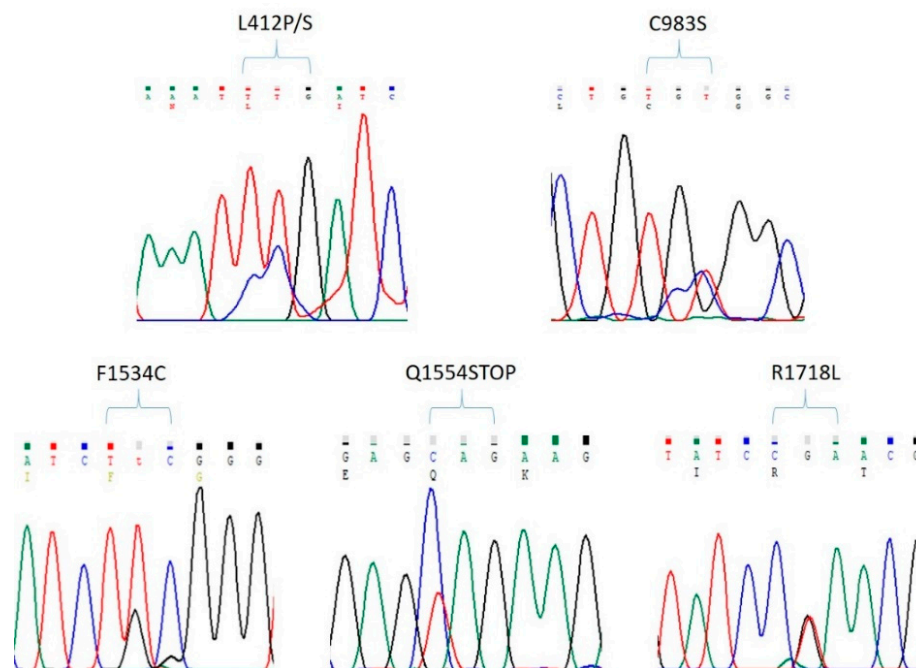 L412P/S
C983S
A A A T T T G A T C
N L I
C T G T G T G G C
L C G
F1534C
Q1554STOP
R1718L
A T C T t C G G G
I F G
G A G C A G A A G
E Q K
T A T C C G A A C
I R T